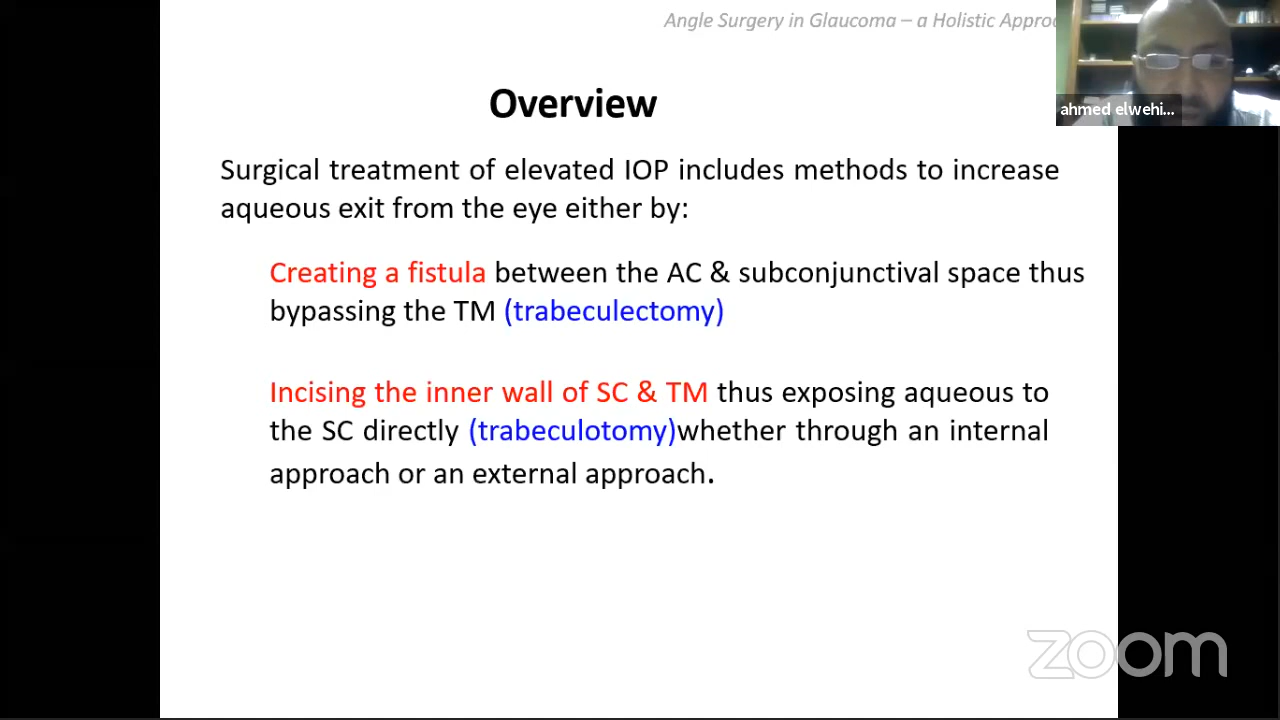 Angle Surgery in Glaucoma – a Holistic Approa
ahmed elwehi...
Overview
Surgical treatment of elevated IOP includes methods to increase
aqueous exit from the eye either by:
Creating a fistula between the AC & subconjunctival space thus
bypassing the TM (trabeculectomy)
Incising the inner wall of SC & TM thus exposing aqueous to
the SC directly (trabeculotomy)whether through an internal
approach or an external approach.
zoom